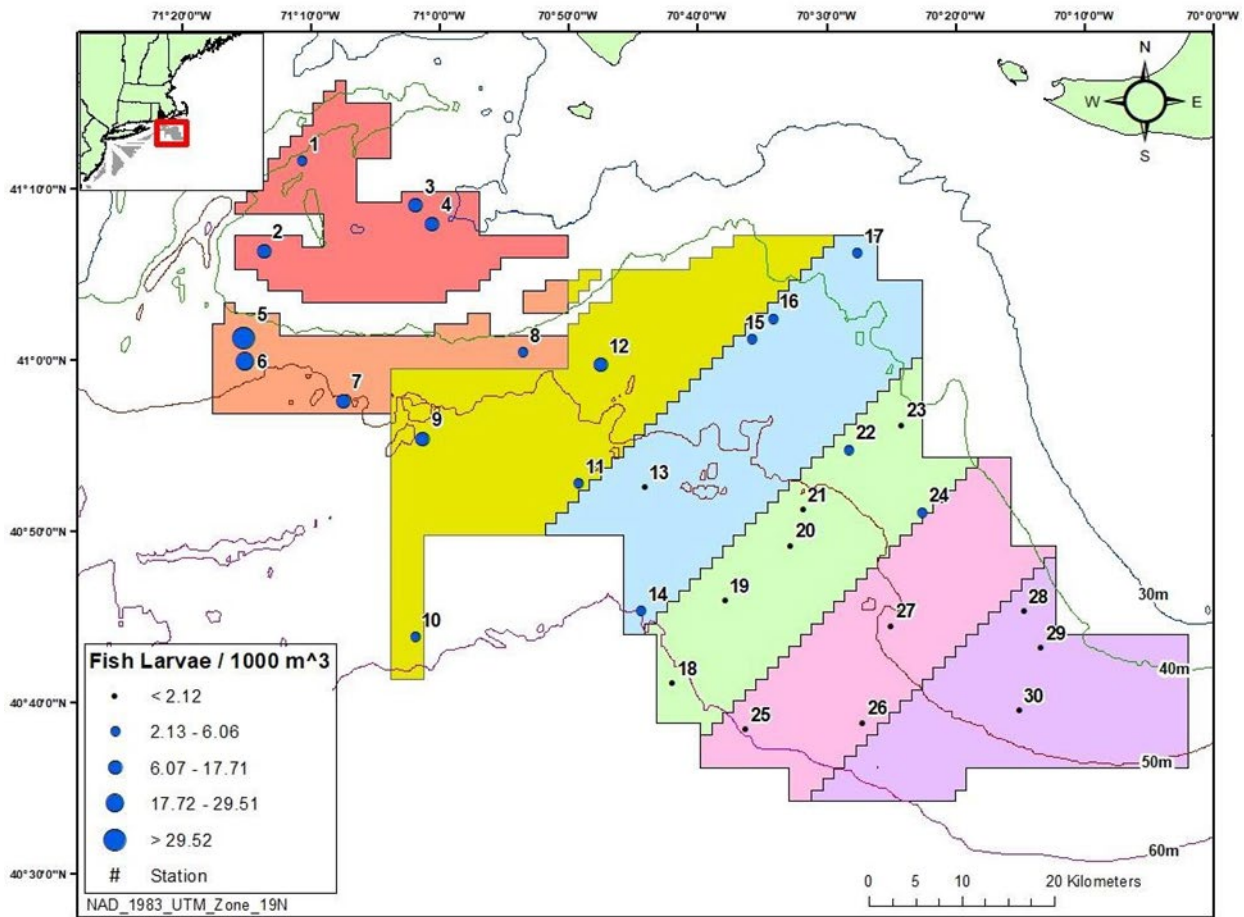 71°20'0"W 71°10'0"W 71°0'0"W 70°50'0"W 70°40'0"W 70°30'0"W 70°20'0"W 70°10'0"W 70°0'0"W
N
W E
S
1
41°10'0"N
3
4
2
17
5
16
15
41°0'0"N
6
8
12
7
9
23
22
11
13
21
24
40°50'0"N
20
19
14
28
30m
27
10
29
18
40m
40°40'0"N
30
25
26
50m
60m
40°30'0"N
Fish Larvae / 1000 m^3
< 2.12
2.13 - 6.06
6.07 - 17.71
17.72 - 29.51
> 29.52
# Station
NAD_1983_UTM_Zone_19N
0 5 10 20 Kilometers